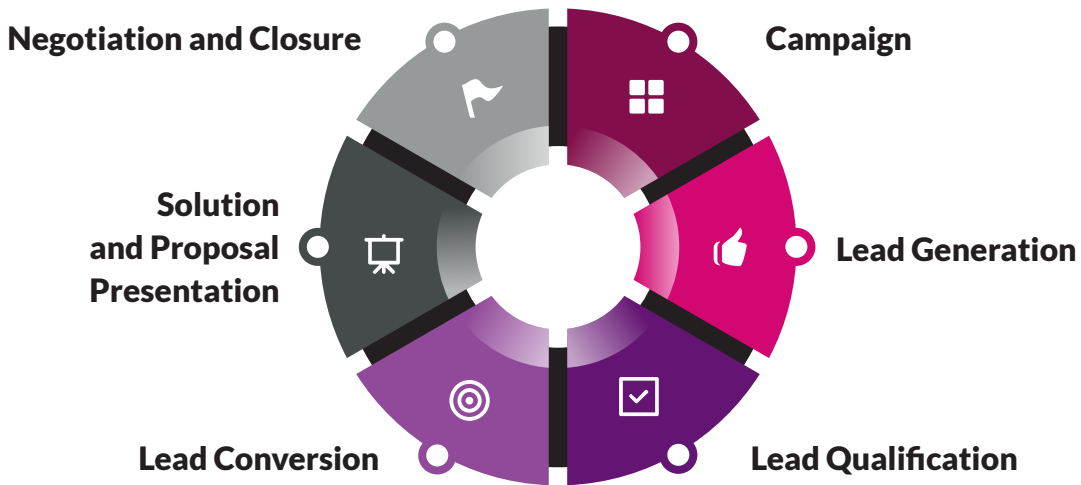 Negotiation and Closure
Campaign
Solution
and Proposal
Presentation
Lead Generation
Lead Conversion
Lead Qualification